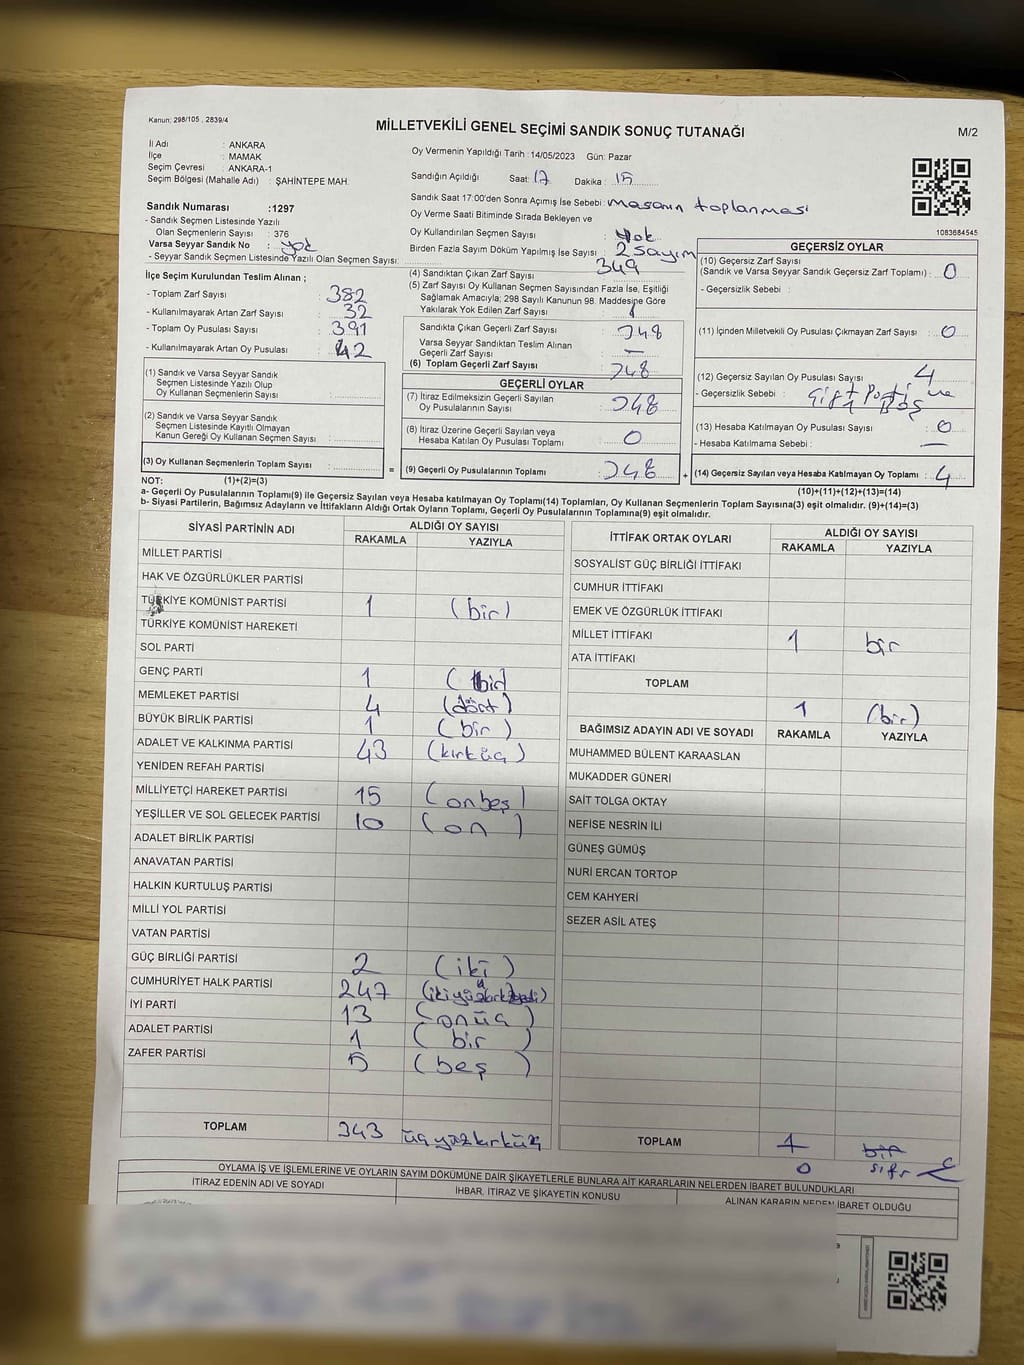 Kanun: 298/105 , 2839/4
MİLLETVEKİLİ GENEL SEÇİMİ SANDIK SONUÇ TUTANAĞI
M/2
İl Adı : ANKARA
İlçe : MAMAK
Seçim Çevresi : ANKARA-1
Seçim Bölgesi (Mahalle Adı) : ŞAHİNTEPE MAH.
Oy Vermenin Yapıldığı Tarih : 14/05/2023 Gün: Pazar
Sandığın Açıldığı Saat: 17 Dakika : 15
Sandık Saat 17:00'den Sonra Açımış İse Sebebi : masanın toplanması
Oy Verme Saati Bitiminde Sırada Bekleyen ve
Oy Kullandırılan Seçmen Sayısı : Yok
Birden Fazla Sayım Döküm Yapılmış İse Sayısı : 2 sayım
1083684545
Sandık Numarası :1297
- Sandık Seçmen Listesinde Yazılı
Olan Seçmenlerin Sayısı : 376
Varsa Seyyar Sandık No : yok
- Seyyar Sandık Seçmen Listesinde Yazılı Olan Seçmen Sayısı:
İlçe Seçim Kurulundan Teslim Alınan ;
- Toplam Zarf Sayısı : 382
- Kullanılmayarak Artan Zarf Sayısı : 32
- Toplam Oy Pusulası Sayısı : 391
- Kullanılmayarak Artan Oy Pusulası : 42
(1) Sandık ve Varsa Seyyar Sandık
Seçmen Listesinde Yazılı Olup
Oy Kullanan Seçmenlerin Sayısı :
(2) Sandık ve Varsa Seyyar Sandık
Seçmen Listesinde Kayıtlı Olmayan
Kanun Gereği Oy Kullanan Seçmen Sayısı :
(3) Oy Kullanan Seçmenlerin Toplam Sayısı :
(4) Sandıktan Çıkan Zarf Sayısı : 349
(5) Zarf Sayısı Oy Kullanan Seçmen Sayısından Fazla İse, Eşitliği
Sağlamak Amacıyla; 298 Sayılı Kanunun 98. Maddesine Göre
Yakılarak Yok Edilen Zarf Sayısı : 1
Sandıkta Çıkan Geçerli Zarf Sayısı : 348
Varsa Seyyar Sandıktan Teslim Alınan
Geçerli Zarf Sayısı : —
(6) Toplam Geçerli Zarf Sayısı : 348
GEÇERLİ OYLAR
(7) İtiraz Edilmeksizin Geçerli Sayılan
Oy Pusulalarının Sayısı : 348
(8) İtiraz Üzerine Geçerli Sayılan veya
Hesaba Katılan Oy Pusulası Toplamı : 0
= (9) Geçerli Oy Pusulalarının Toplamı : 348 +
GEÇERSİZ OYLAR
(10) Geçersiz Zarf Sayısı
(Sandık ve Varsa Seyyar Sandık Geçersiz Zarf Toplamı) : 0
- Geçersizlik Sebebi :
(11) İçinden Milletvekili Oy Pusulası Çıkmayan Zarf Sayısı : 0
(12) Geçersiz Sayılan Oy Pusulası Sayısı : 4
- Geçersizlik Sebebi :
(13) Hesaba Katılmayan Oy Pusulası Sayısı : 0
- Hesaba Katılmama Sebebi : —
(14) Geçersiz Sayılan veya Hesaba Katılmayan Oy Toplamı : 4
NOT: (1)+(2)=(3)
(10)+(11)+(12)+(13)=(14)
a- Geçerli Oy Pusulalarının Toplamı(9) ile Geçersiz Sayılan veya Hesaba katılmayan Oy Toplamı(14) Toplamları, Oy Kullanan Seçmenlerin Toplam Sayısına(3) eşit olmalıdır. (9)+(14)=(3)
b- Siyasi Partilerin, Bağımsız Adayların ve İttifakların Aldığı Ortak Oyların Toplamı, Geçerli Oy Pusulalarının Toplamına(9) eşit olmalıdır.
SİYASİ PARTİNİN ADI ALDIĞI OY SAYISI
RAKAMLA YAZIYLA
MİLLET PARTİSİ
HAK VE ÖZGÜRLÜKLER PARTİSİ
TÜRKİYE KOMÜNİST PARTİSİ 1 (bir)
TÜRKİYE KOMÜNİST HAREKETİ
SOL PARTİ
GENÇ PARTİ 1 (bir)
MEMLEKET PARTİSİ 4 (dört)
BÜYÜK BİRLİK PARTİSİ 1 (bir)
ADALET VE KALKINMA PARTİSİ 43 (kırküç)
YENİDEN REFAH PARTİSİ
MİLLİYETÇİ HAREKET PARTİSİ 15 (onbeş)
YEŞİLLER VE SOL GELECEK PARTİSİ 10 (on)
ADALET BİRLİK PARTİSİ
ANAVATAN PARTİSİ
HALKIN KURTULUŞ PARTİSİ
MİLLİ YOL PARTİSİ
VATAN PARTİSİ
GÜÇ BİRLİĞİ PARTİSİ 2 (iki)
CUMHURİYET HALK PARTİSİ 247 (ikiyüzkırkyedi)
İYİ PARTİ 13 (onüç)
ADALET PARTİSİ 1 (bir)
ZAFER PARTİSİ 5 (beş)
TOPLAM 343 üçyüzkırküç
İTTİFAK ORTAK OYLARI ALDIĞI OY SAYISI
RAKAMLA YAZIYLA
SOSYALİST GÜÇ BİRLİĞİ İTTİFAKI
CUMHUR İTTİFAKI
EMEK VE ÖZGÜRLÜK İTTİFAKI
MİLLET İTTİFAKI 1 bir
ATA İTTİFAKI
TOPLAM 1 (bir)
BAĞIMSIZ ADAYIN ADI VE SOYADI RAKAMLA YAZIYLA
MUHAMMED BÜLENT KARAASLAN
MUKADDER GÜNERİ
SAİT TOLGA OKTAY
NEFİSE NESRİN İLİ
GÜNEŞ GÜMÜŞ
NURİ ERCAN TORTOP
CEM KAHYERİ
SEZER ASİL ATEŞ
TOPLAM 1 bir
0 sıfır
OYLAMA İŞ VE İŞLEMLERİNE VE OYLARIN SAYIM DÖKÜMÜNE DAİR ŞİKAYETLERLE BUNLARA AİT KARARLARIN NELERDEN İBARET BULUNDUKLARI
İTİRAZ EDENİN ADI VE SOYADI İHBAR, İTİRAZ VE ŞİKAYETİN KONUSU ALINAN KARARIN NEDEN İBARET OLDUĞU